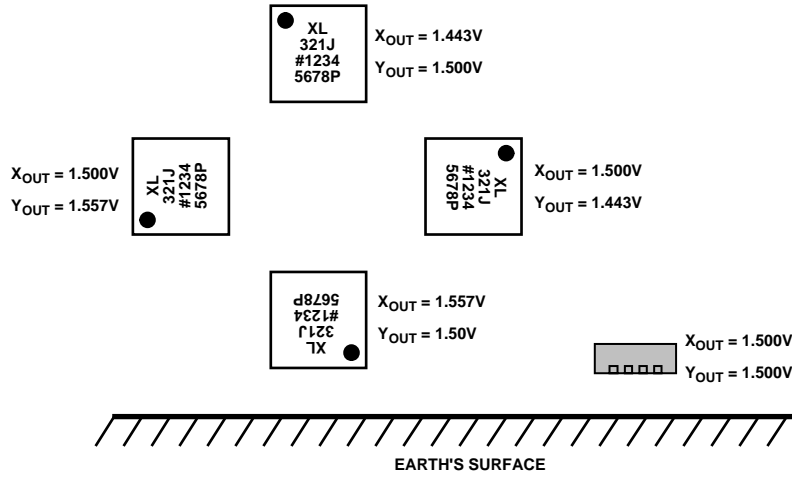 XL
321J
#1234
5678P
XOUT = 1.443V
YOUT = 1.500V
XOUT = 1.500V
YOUT = 1.557V
XL
321J
#1234
5678P
XL
321J
#1234
5678P
XOUT = 1.500V
YOUT = 1.443V
XL
321J
#1234
5678P
XOUT = 1.557V
YOUT = 1.50V
XOUT = 1.500V
YOUT = 1.500V
EARTH'S SURFACE